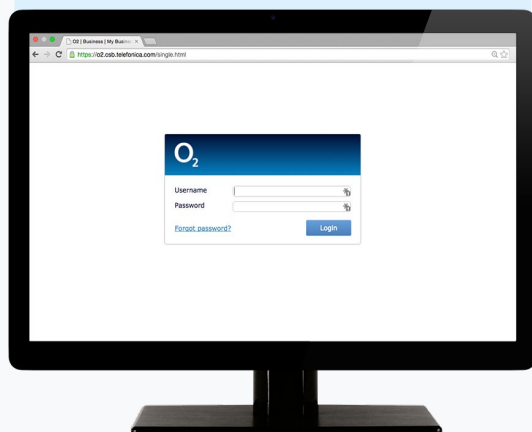 O2 | Business | My Busin
https://o2.csb.telefonica.com/single.html
O2
Username
Password
Forgot password?
Login